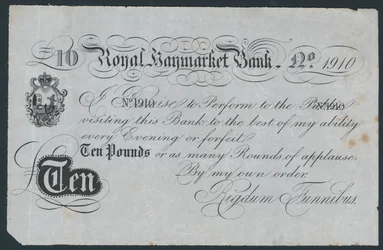 £10 Royal Haymarket Bank. No. 1910
I No 1910 to Perform to the No 1910
visiting this Bank to the best of my ability
every Evening or forfeit
Ten Pounds or as many Rounds of applause.
By my own order.
£ Ten
Rigdum Funnibus.